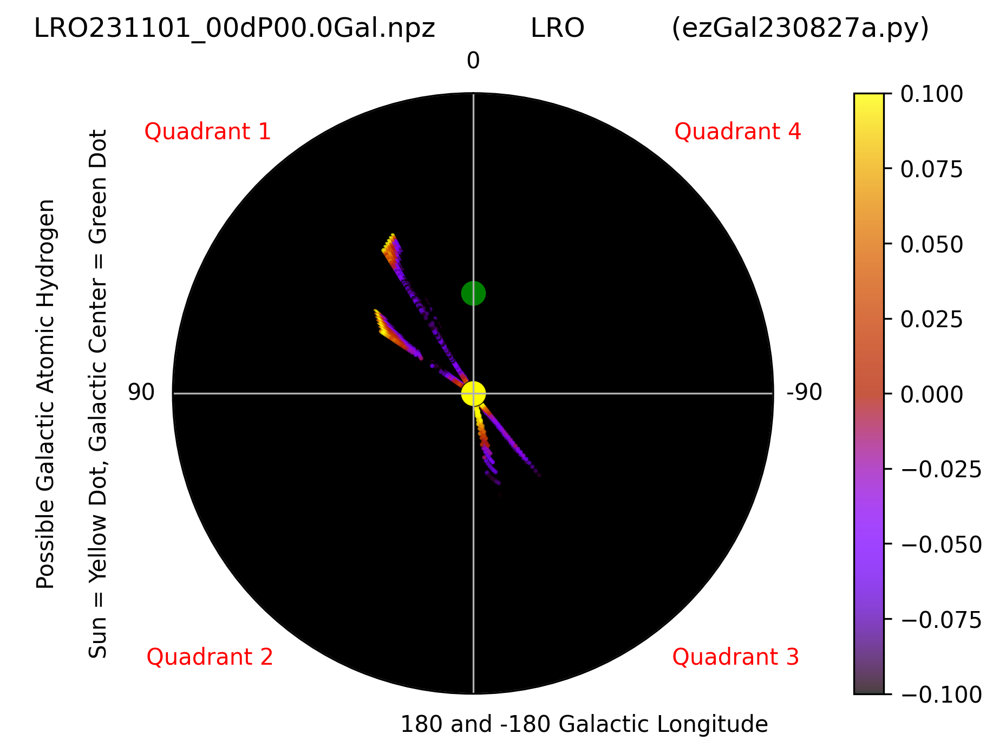 LRO231101_00dP00.0Gal.npz LRO (ezGal230827a.py)
0
Quadrant 1
Quadrant 4
90
-90
Quadrant 2
Quadrant 3
180 and -180 Galactic Longitude
Possible Galactic Atomic Hydrogen
Sun = Yellow Dot, Galactic Center = Green Dot
0.100
0.075
0.050
0.025
0.000
−0.025
−0.050
−0.075
−0.100